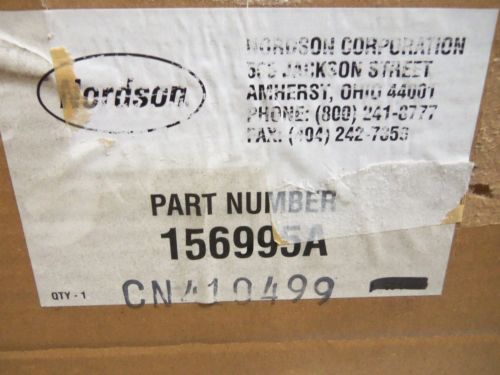 Nordson
NORDSON CORPORATION
JACKSON STREET
AMHERST, OHIO 44001
PHONE: (800) 241-8777
FAX: (404) 242-7353
PART NUMBER
156995A
QTY - 1
CN410499